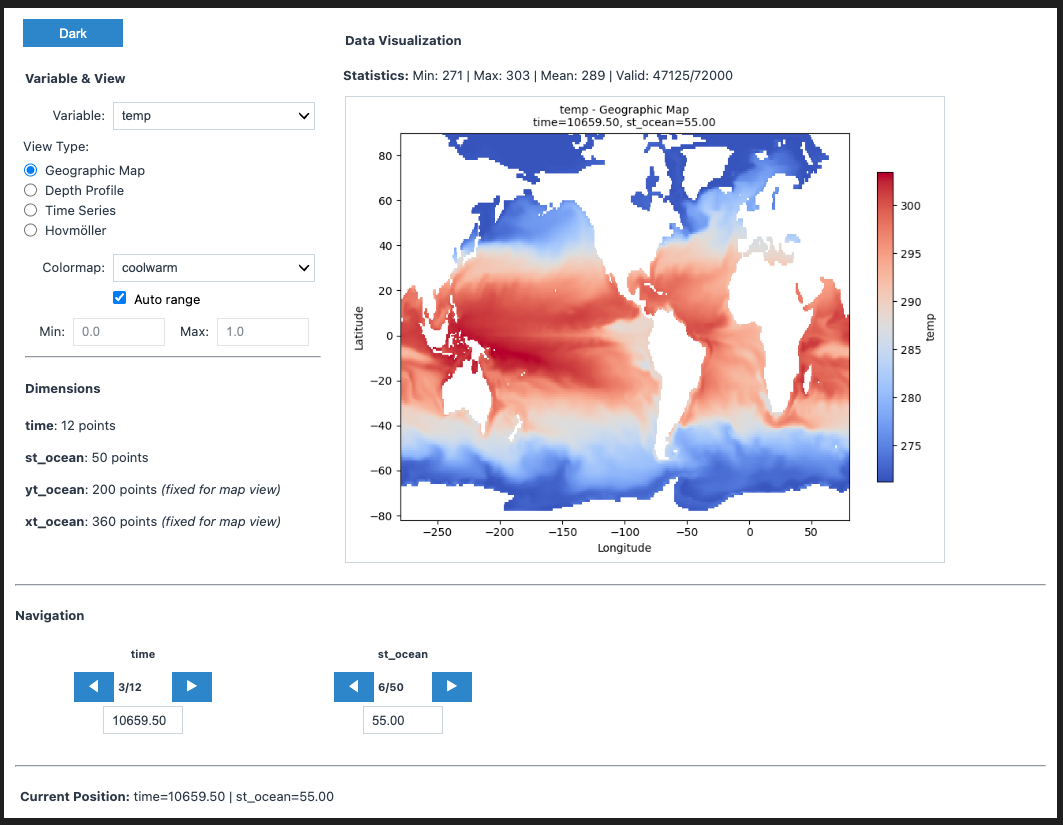 Dark
Data Visualization
Variable & View
Statistics: Min: 271 | Max: 303 | Mean: 289 | Valid: 47125/72000
Variable: temp
View Type:
Geographic Map
Depth Profile
Time Series
Hovmöller
Colormap: coolwarm
Auto range
Min: 0.0 Max: 1.0
temp - Geographic Map
time=10659.50, st_ocean=55.00
80
60
40
20
0
−20
−40
−60
−80
Latitude
−250 −200 −150 −100 −50 0 50
Longitude
300
295
290
285
280
275
temp
Dimensions
time: 12 points
st_ocean: 50 points
yt_ocean: 200 points (fixed for map view)
xt_ocean: 360 points (fixed for map view)
Navigation
time st_ocean
3/12 6/50
10659.50 55.00
Current Position: time=10659.50 | st_ocean=55.00